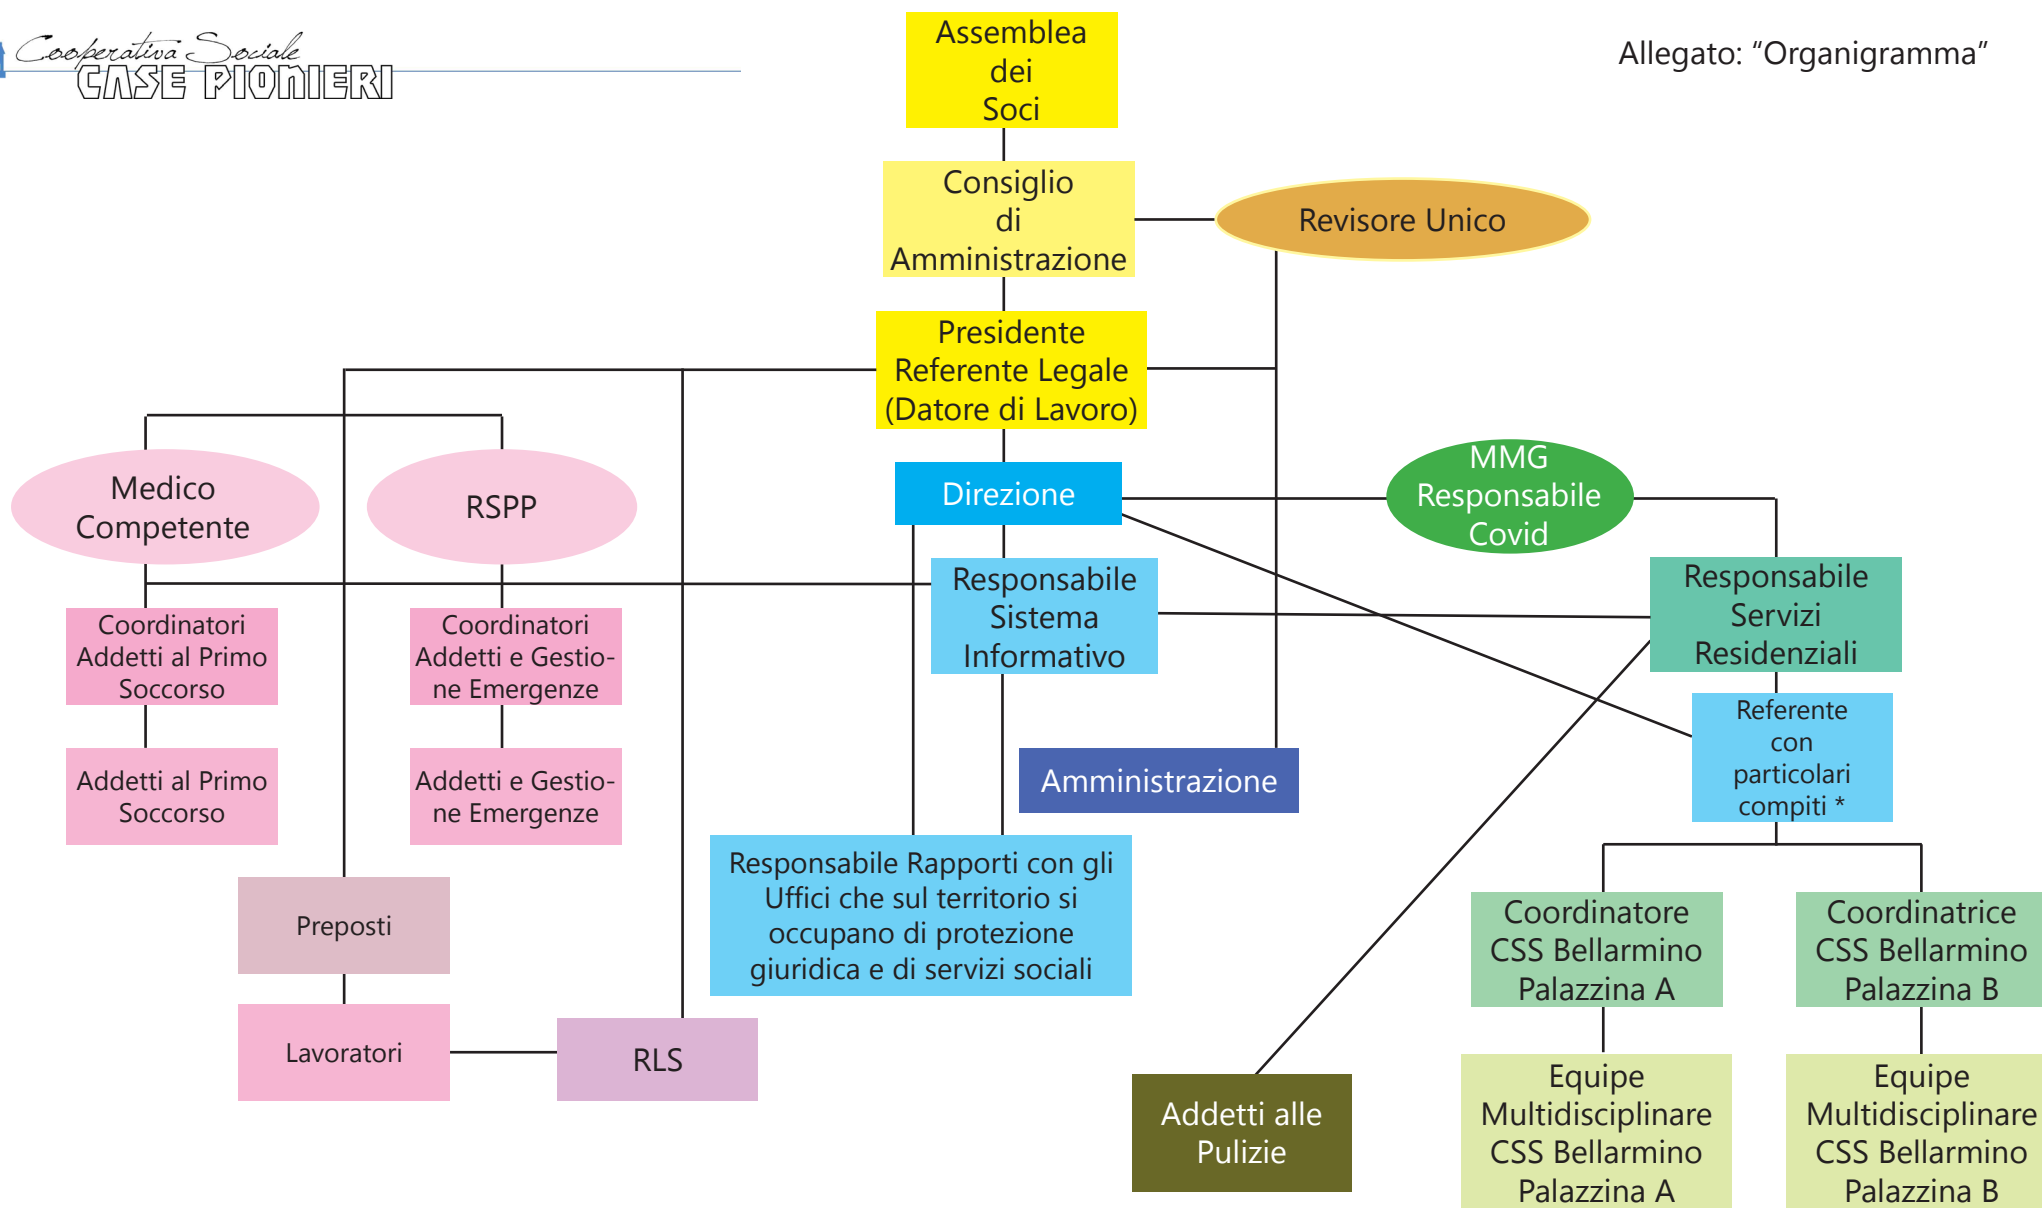 Cooperativa Sociale
CASE PIONIERI
Allegato: “Organigramma”
Assemblea
dei
Soci
Consiglio
di
Amministrazione
Revisore Unico
Presidente
Referente Legale
(Datore di Lavoro)
Medico
Competente
RSPP
Direzione
MMG
Responsabile
Covid
Responsabile
Sistema
Informativo
Responsabile
Servizi
Residenziali
Coordinatori
Addetti al Primo
Soccorso
Coordinatori
Addetti e Gestio-
ne Emergenze
Referente
con
particolari
compiti *
Addetti al Primo
Soccorso
Addetti e Gestio-
ne Emergenze
Amministrazione
Responsabile Rapporti con gli
Uffici che sul territorio si
occupano di protezione
giuridica e di servizi sociali
Preposti
Coordinatore
CSS Bellarmino
Palazzina A
Coordinatrice
CSS Bellarmino
Palazzina B
Lavoratori
RLS
Addetti alle
Pulizie
Equipe
Multidisciplinare
CSS Bellarmino
Palazzina A
Equipe
Multidisciplinare
CSS Bellarmino
Palazzina B